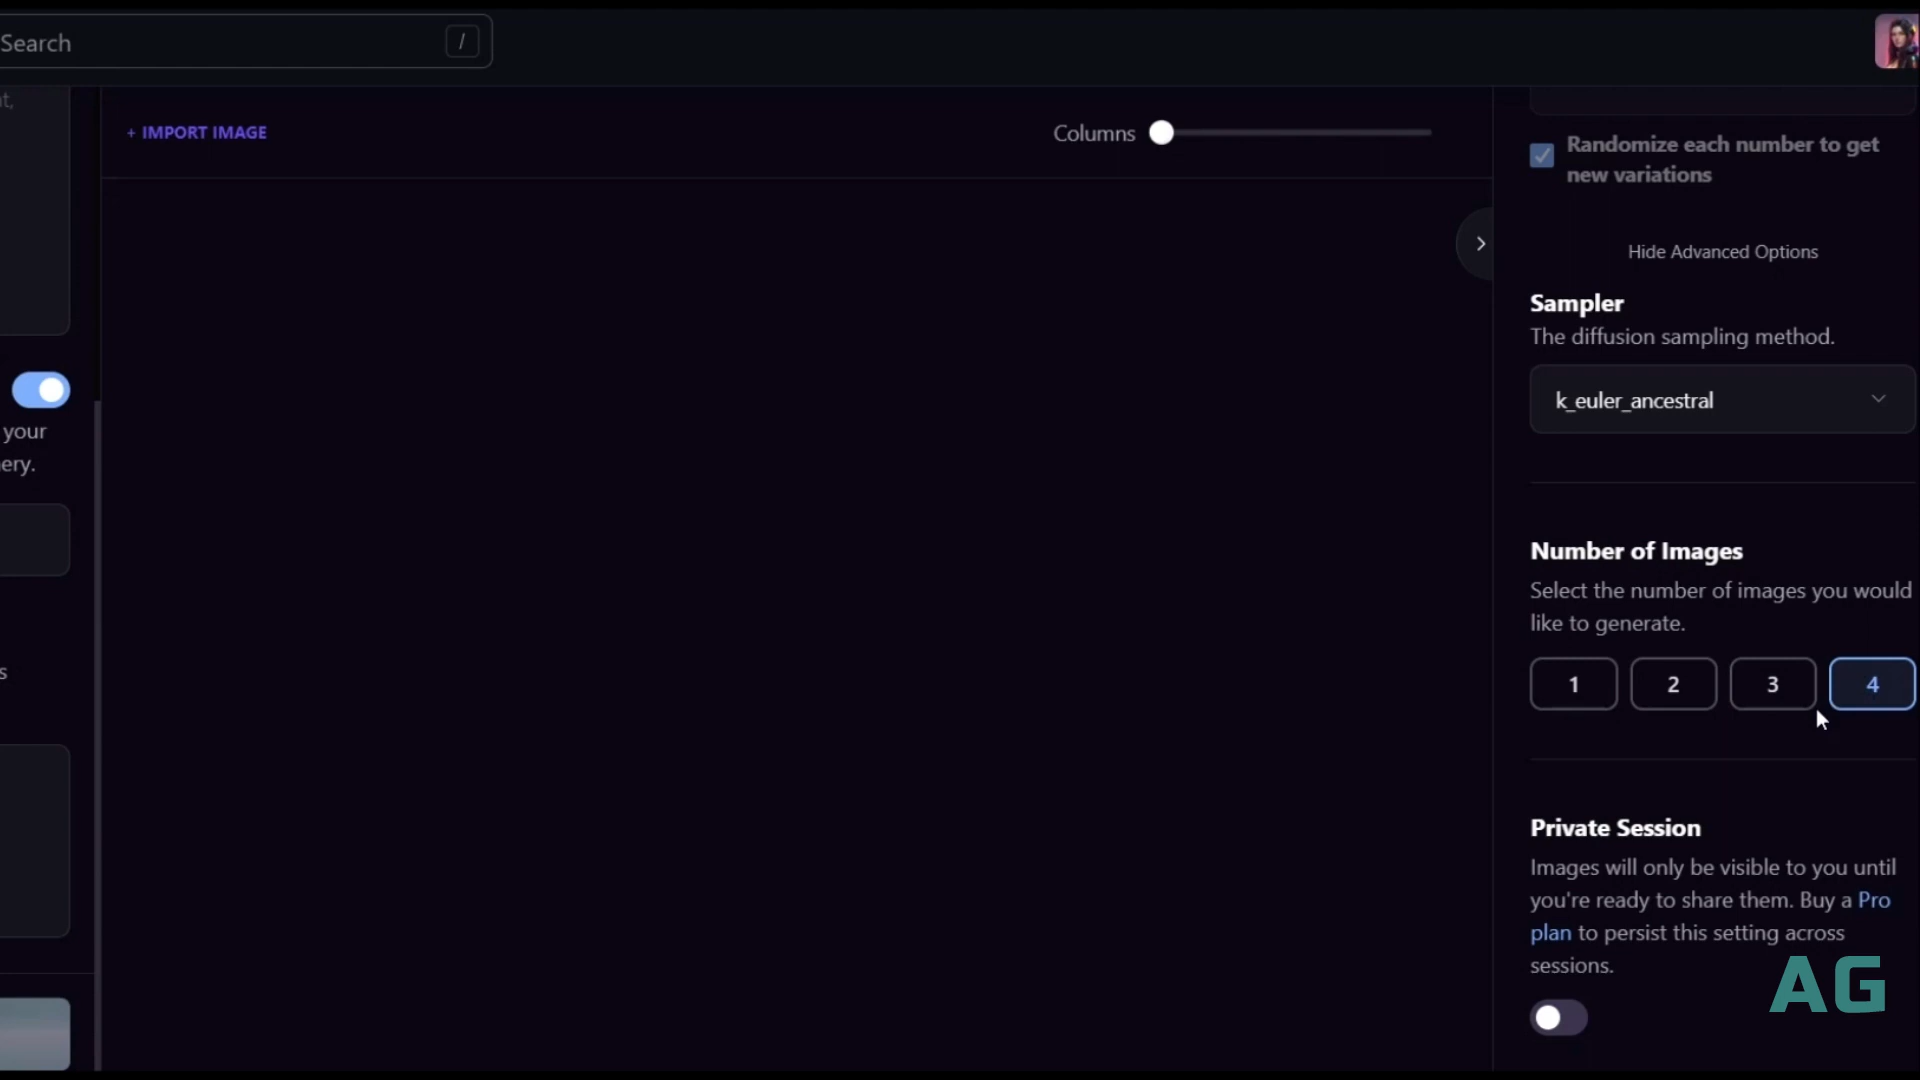 Search
/
+ IMPORT IMAGE
Columns
Randomize each number to get
new variations
Hide Advanced Options
Sampler
The diffusion sampling method.
k_euler_ancestral
your
ery.
Number of Images
Select the number of images you would
like to generate.
1 2 3 4
s
Private Session
Images will only be visible to you until
you're ready to share them. Buy a Pro
plan to persist this setting across
sessions.
AG